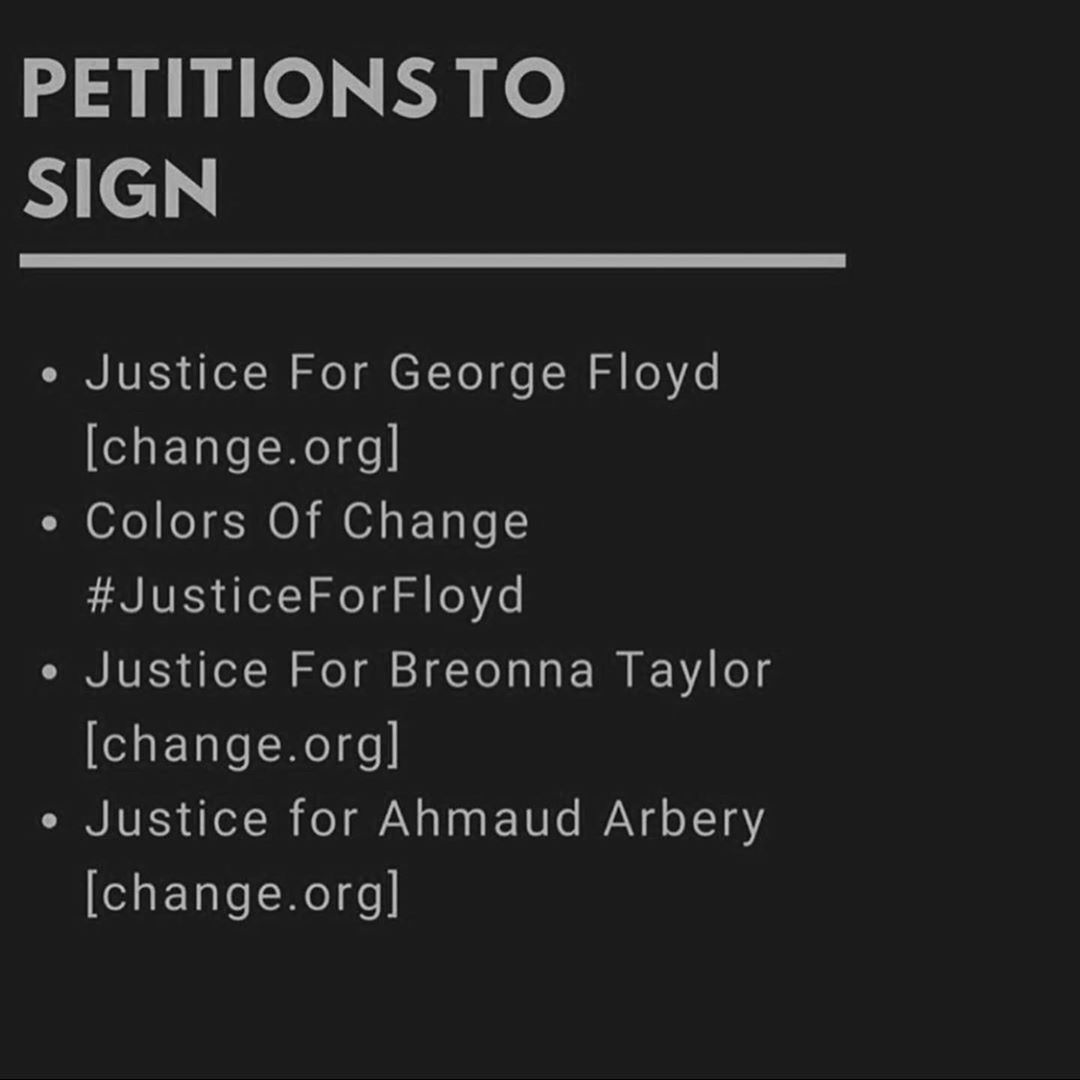 PETITIONS TO
SIGN
• Justice For George Floyd
[change.org]
• Colors Of Change
#JusticeForFloyd
• Justice For Breonna Taylor
[change.org]
• Justice for Ahmaud Arbery
[change.org]